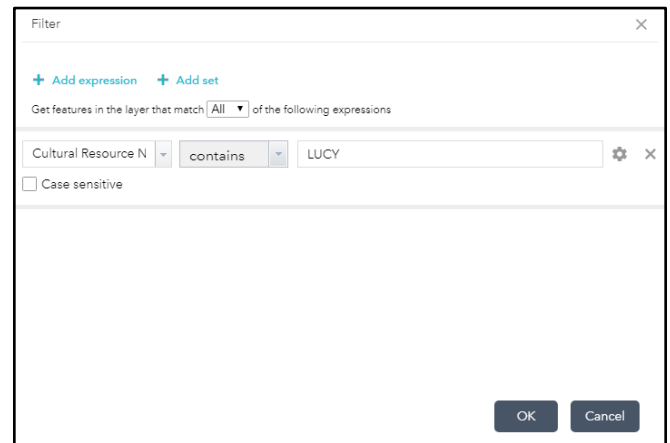 Filter
+ Add expression + Add set
Get features in the layer that match All of the following expressions
Cultural Resource N contains LUCY
Case sensitive
OK Cancel